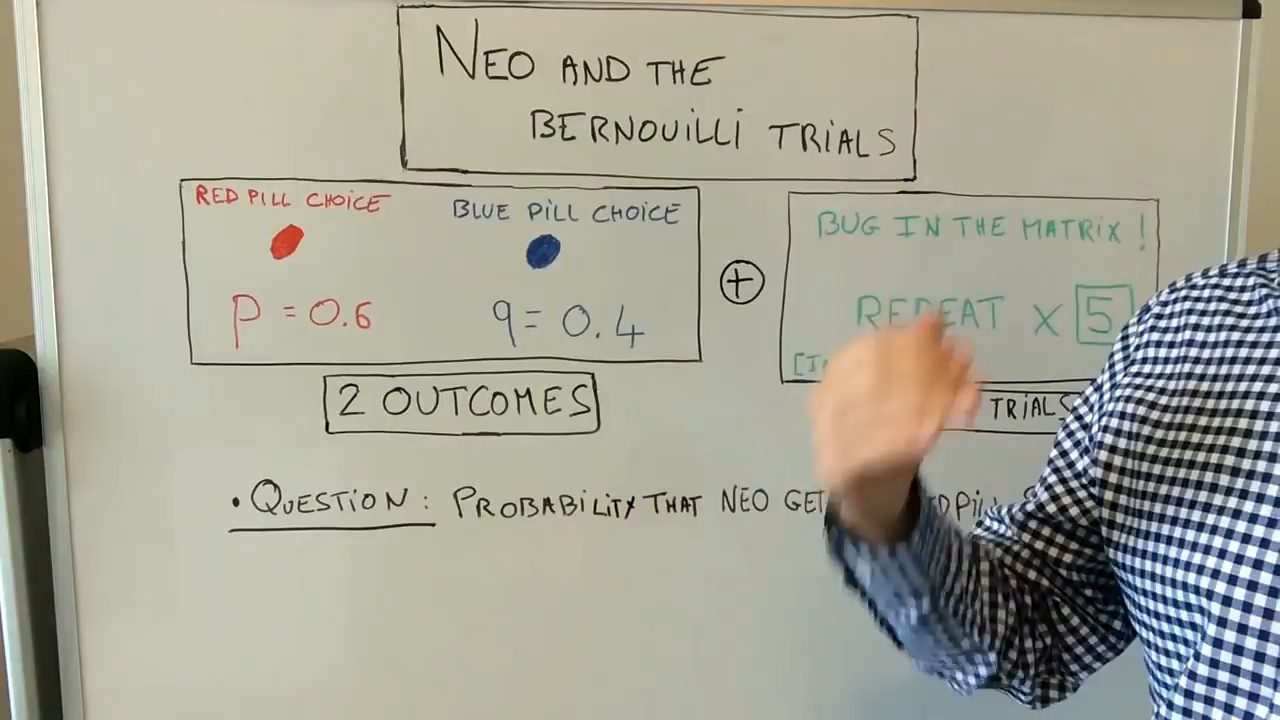 NEO AND THE
BERNOUILLI TRIALS
RED PILL CHOICE
BLUE PILL CHOICE
P = 0.6
q = 0.4
2 OUTCOMES
+
BUG IN THE MATRIX !
REPEAT X 5
TRIALS
• QUESTION : PROBABILITY THAT NEO GET